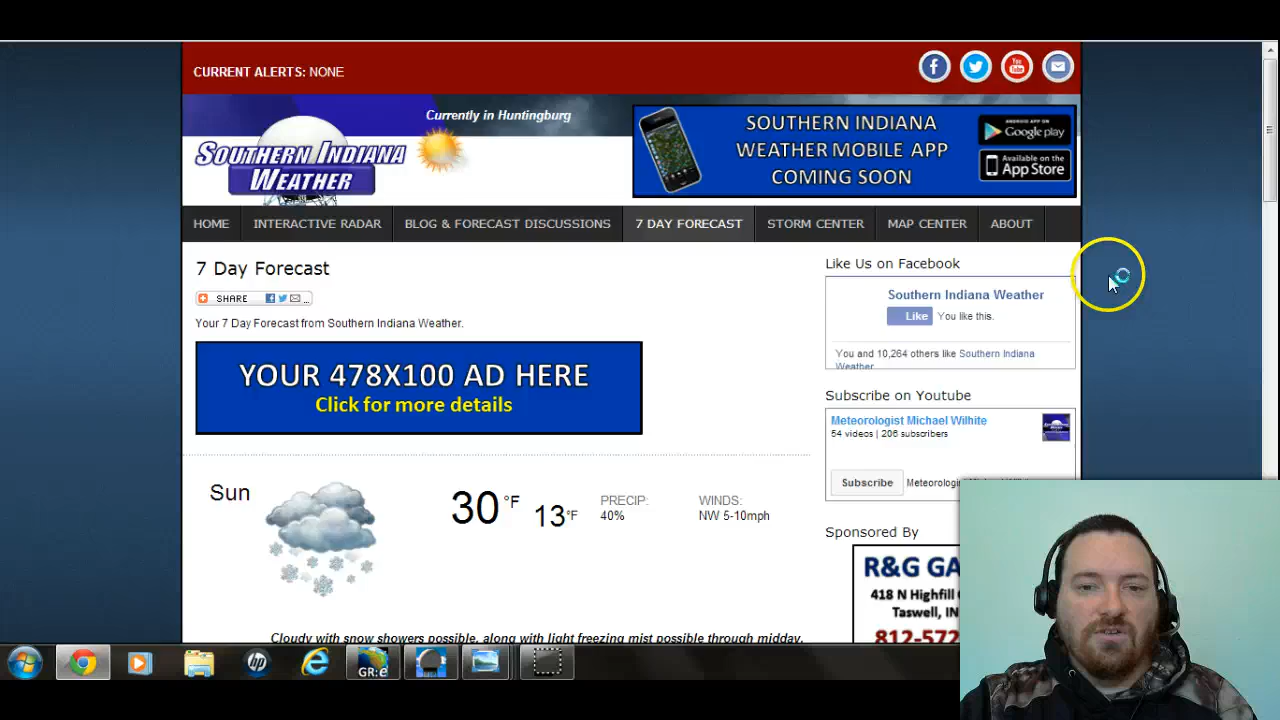 CURRENT ALERTS: NONE
Currently in Huntingburg
SOUTHERN INDIANA
WEATHER
SOUTHERN INDIANA
WEATHER MOBILE APP
COMING SOON
ANDROID APP ON
Google play
Available on the
App Store
HOME
INTERACTIVE RADAR
BLOG & FORECAST DISCUSSIONS
7 DAY FORECAST
STORM CENTER
MAP CENTER
ABOUT
7 Day Forecast
SHARE
Your 7 Day Forecast from Southern Indiana Weather.
YOUR 478X100 AD HERE
Click for more details
Sun
30 °F
13°F
PRECIP:
40%
WINDS:
NW 5-10mph
Cloudy with snow showers possible, along with light freezing mist possible through midday.
Like Us on Facebook
Southern Indiana Weather
Like You like this.
You and 10,264 others like Southern Indiana
Weather
Subscribe on Youtube
Meteorologist Michael Wilhite
54 videos | 206 subscribers
Subscribe
Sponsored By
R&G GA
418 N Highfill
Taswell, IN
812-572
hp
GR:e